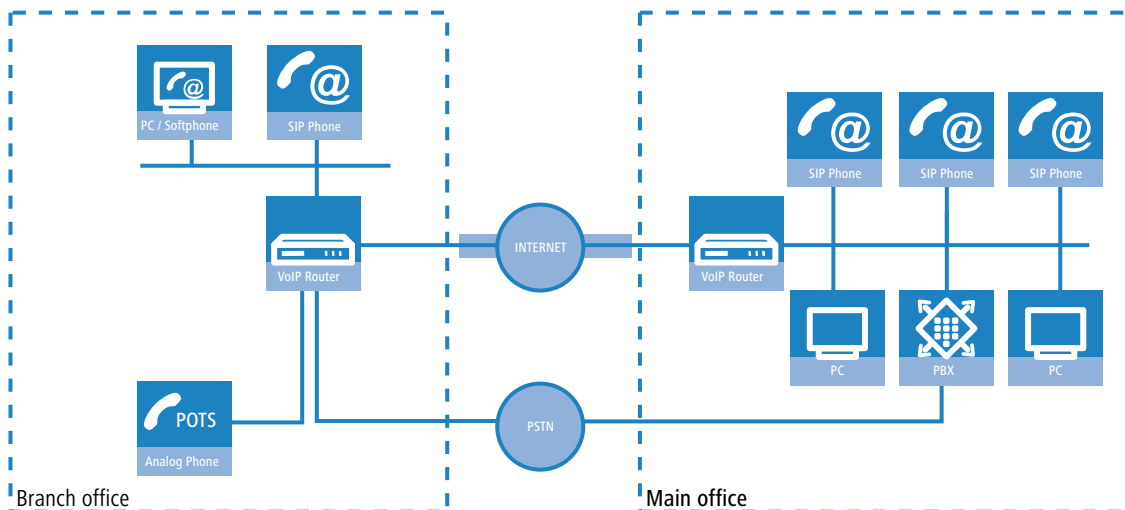 PC / Softphone
SIP Phone
SIP Phone
SIP Phone
SIP Phone
VoIP Router
INTERNET
VoIP Router
PC
PBX
PC
POTS
Analog Phone
PSTN
Branch office
Main office